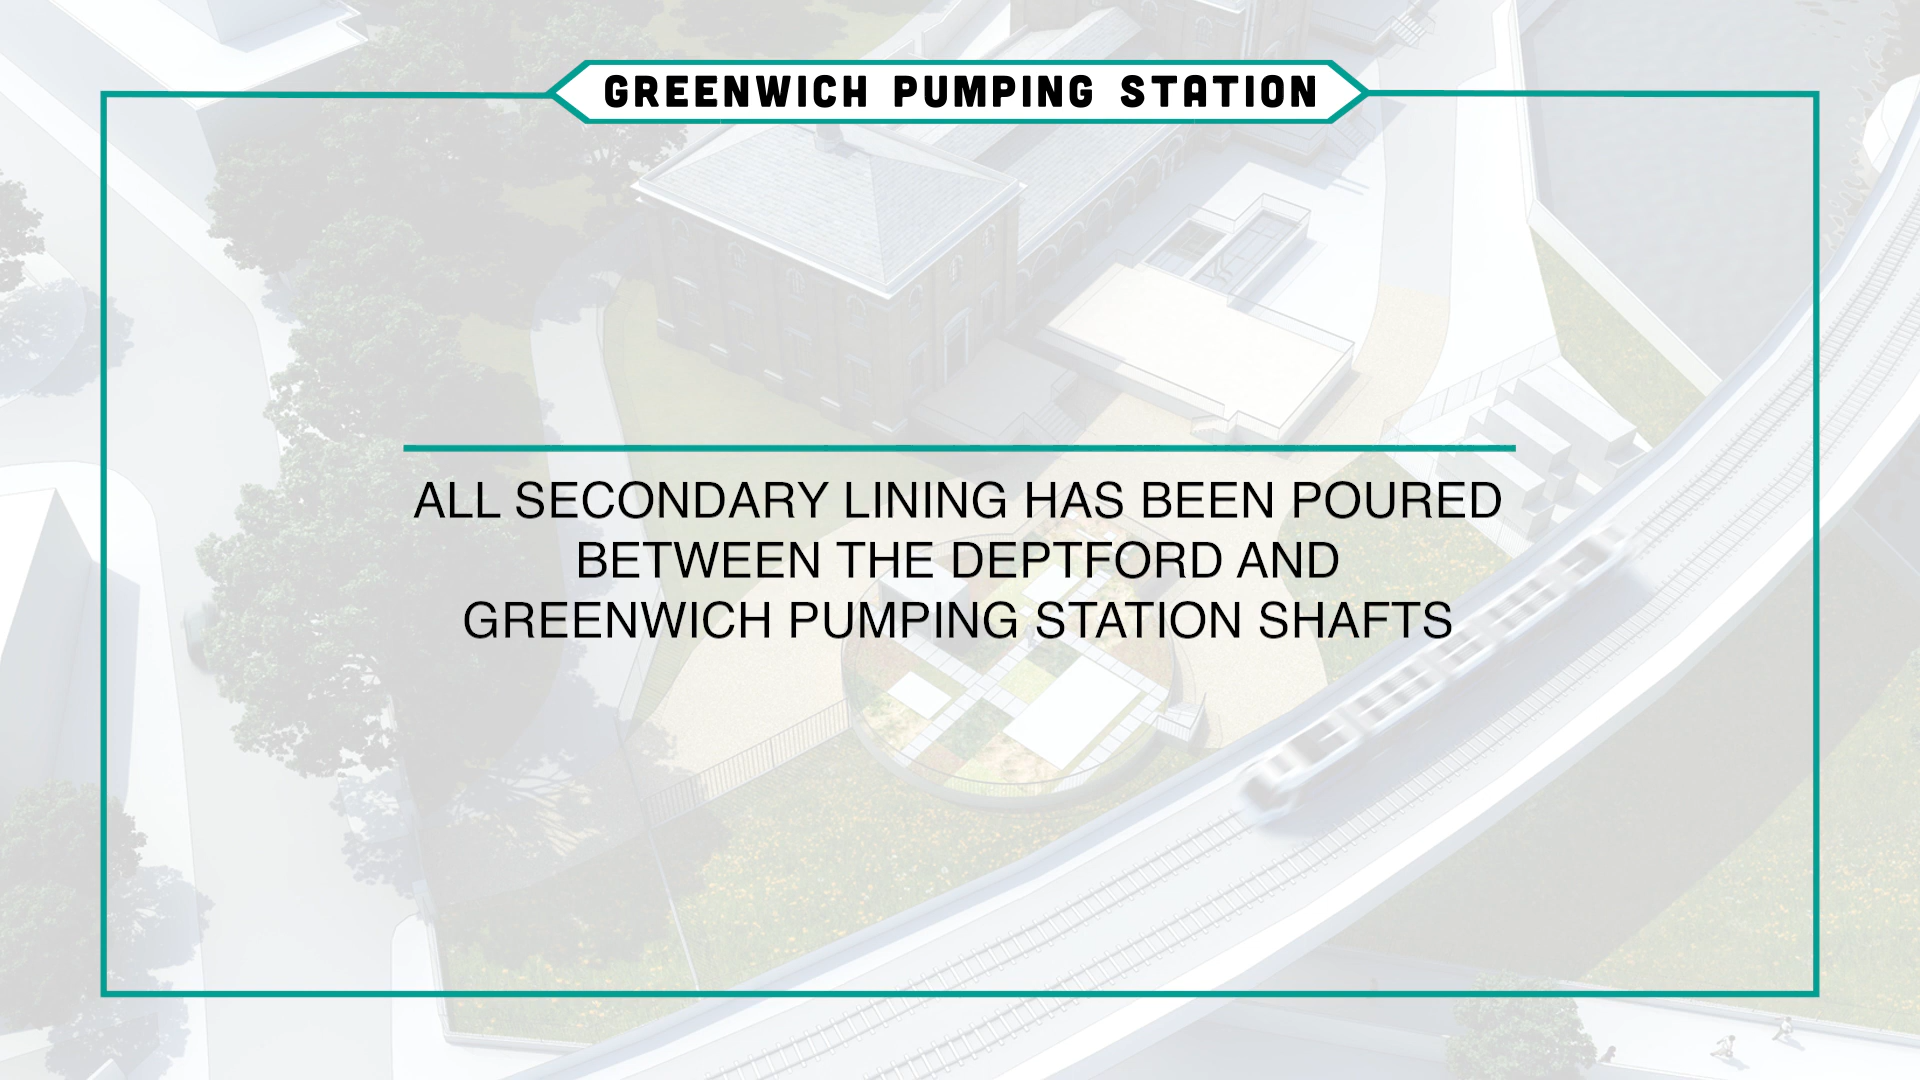 GREENWICH PUMPING STATION
ALL SECONDARY LINING HAS BEEN POURED
BETWEEN THE DEPTFORD AND
GREENWICH PUMPING STATION SHAFTS